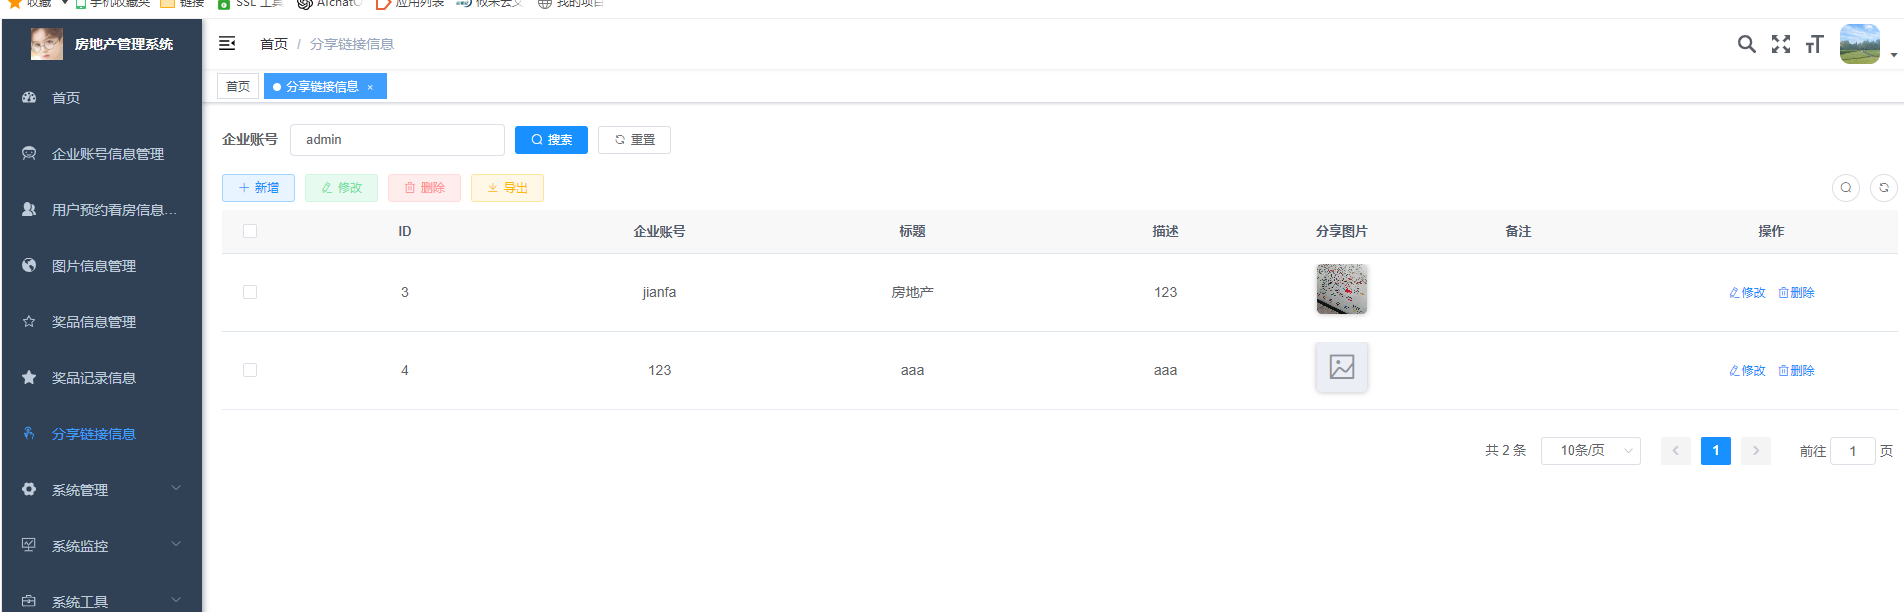 收藏 手机收藏夹 链接 SSL 工具 AIchatO 应用列表 我的项目
房地产管理系统
首页 / 分享链接信息
首页 分享链接信息 ×
首页
企业账号信息管理
用户预约看房信息...
图片信息管理
奖品信息管理
奖品记录信息
分享链接信息
系统管理
系统监控
系统工具
企业账号 admin 搜索 重置
新增 修改 删除 导出
ID 企业账号 标题 描述 分享图片 备注 操作
3 jianfa 房地产 123 修改 删除
4 123 aaa aaa 修改 删除
共 2 条 10条/页 1 前往 1 页